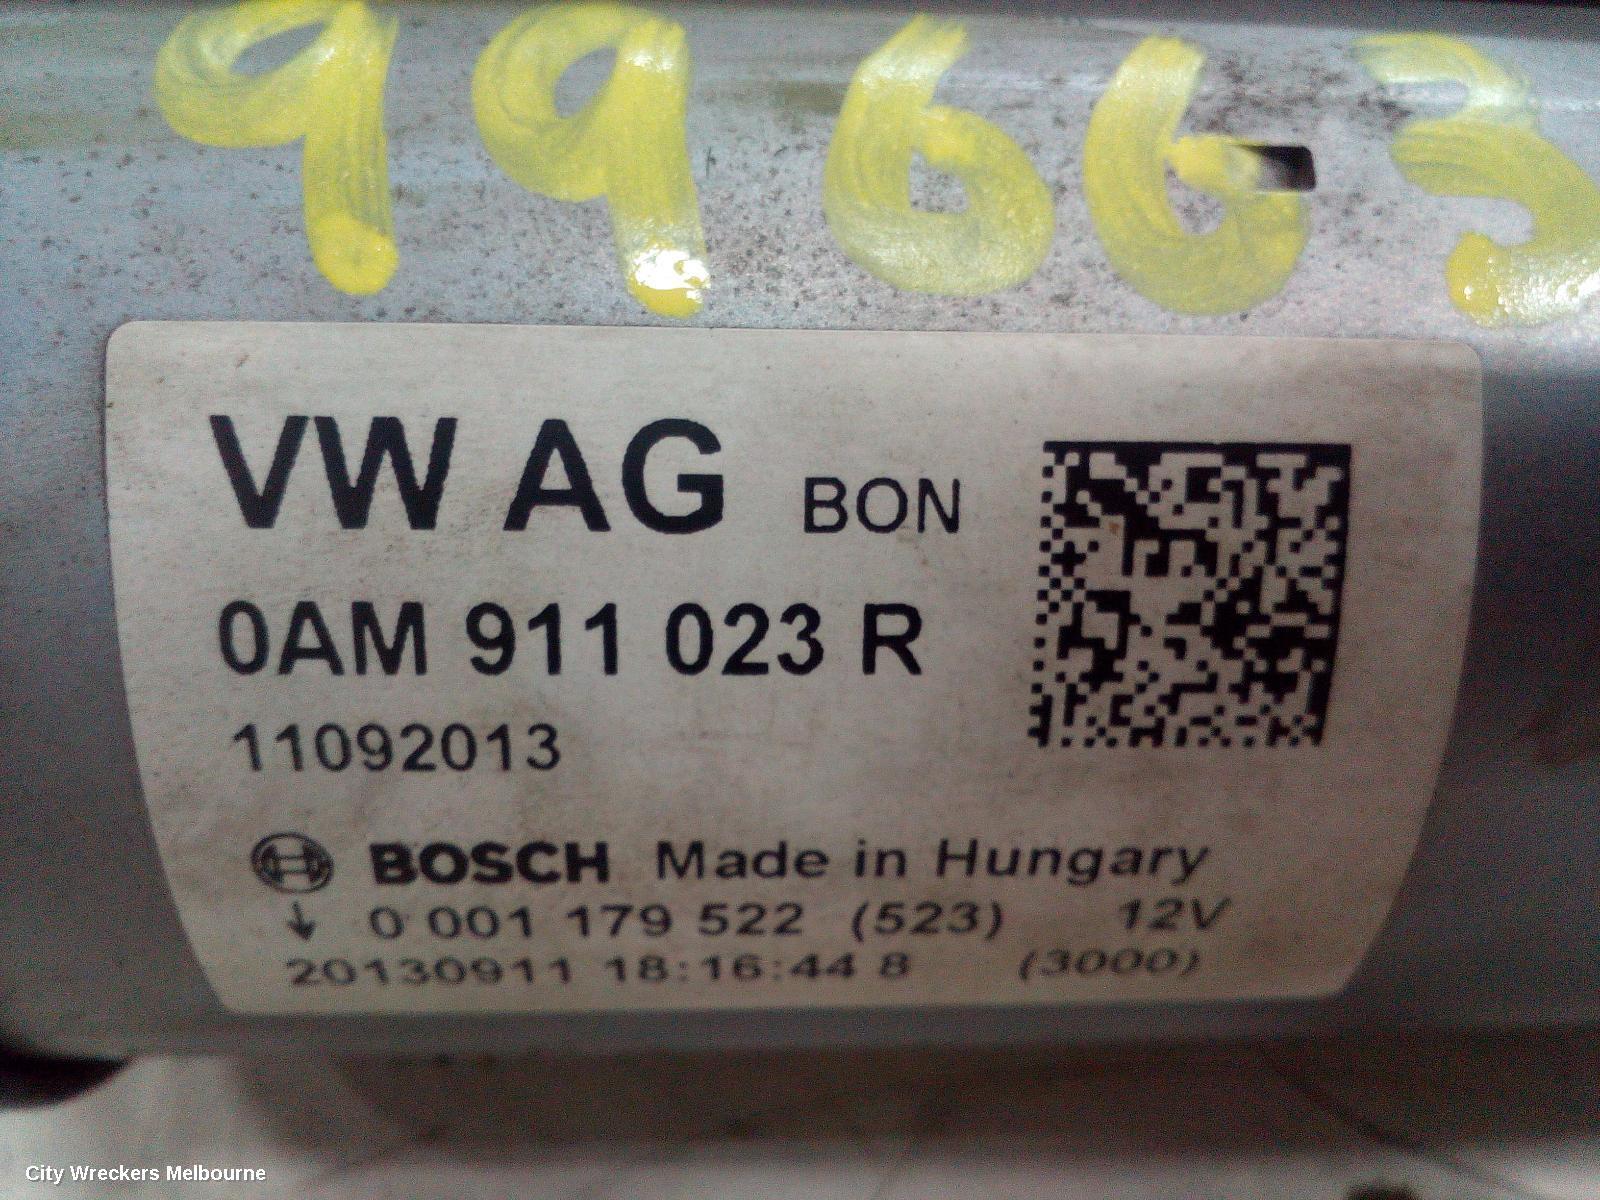 99663
VW AG BON
0AM 911 023 R
11092013
BOSCH Made in Hungary
↓ 0 001 179 522 (523) 12V
20130911 18:16:44 8 (3000)
City Wreckers Melbourne